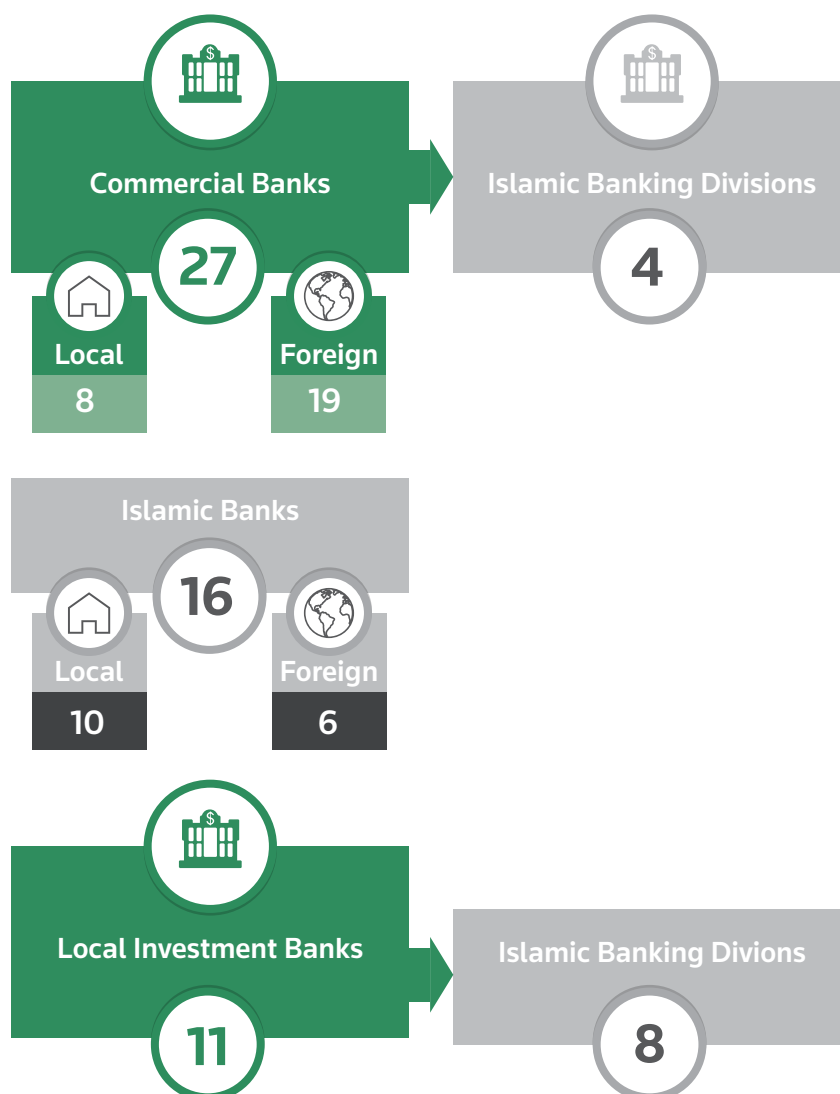 $
$
Commercial Banks
Islamic Banking Divisions
27
4
Local
Foreign
8
19
Islamic Banks
16
Local
Foreign
10
6
$
Local Investment Banks
Islamic Banking Divions
11
8